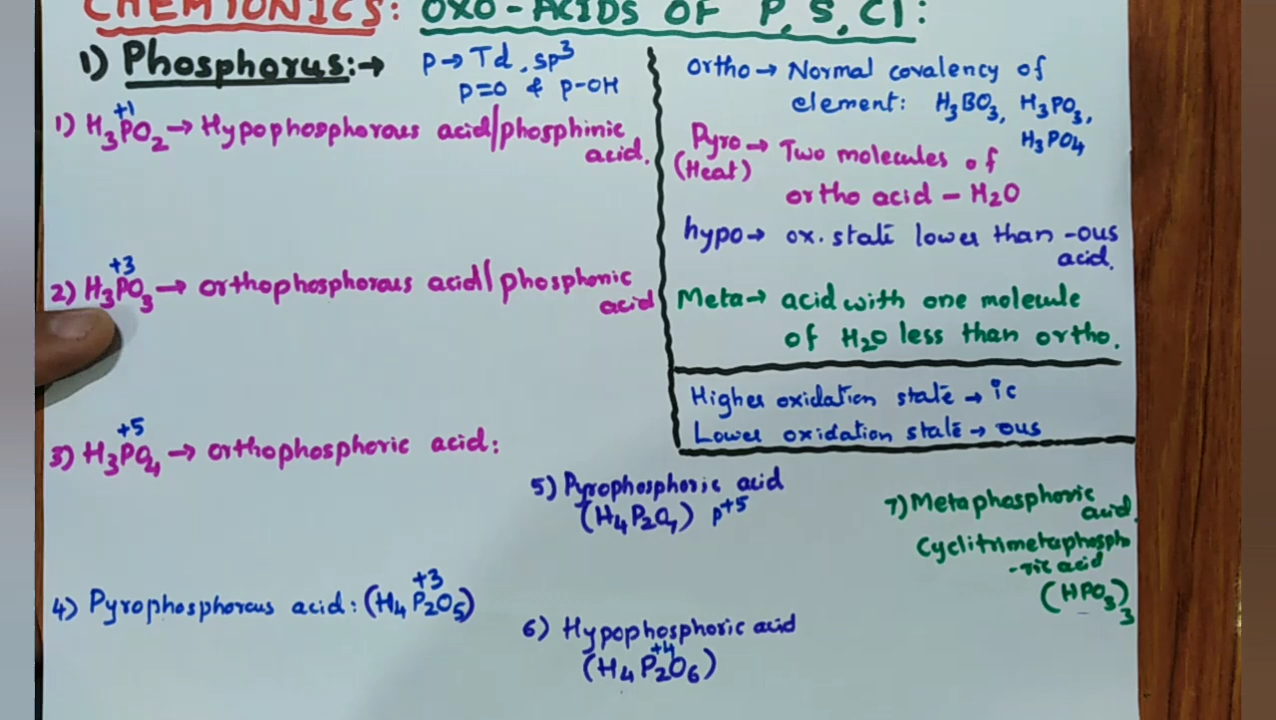 CHEMTONICS: OXO-ACIDS OF P, S, Cl:
1) Phosphorus:→
P→ Td, sp³
P=O & P-OH
+1
1) H₃PO₂ → Hypophosphorous acid/phosphinic
acid.
+3
2) H₃PO₃ → orthophosphorous acid/phosphonic
acid
+5
3) H₃PO₄ → orthophosphoric acid:
+3
4) Pyrophosphorous acid: (H₄P₂O₅)
ortho → Normal covalency of
element: H₃BO₃, H₃PO₃,
H₃PO₄
Pyro → Two molecules of
(Heat)
ortho acid – H₂O
hypo → ox. state lower than -ous
acid.
Meta → acid with one molecule
of H₂O less than ortho.
Higher oxidation state → ic
Lower oxidation state → ous
5) Pyrophosphoric acid
(H₄P₂O₇) P⁺⁵
6) Hypophosphoric acid
+4
(H₄P₂O₆)
7) Metaphosphoric
acid.
Cyclitrimetaphospho
-ric acid
(HPO₃)₃